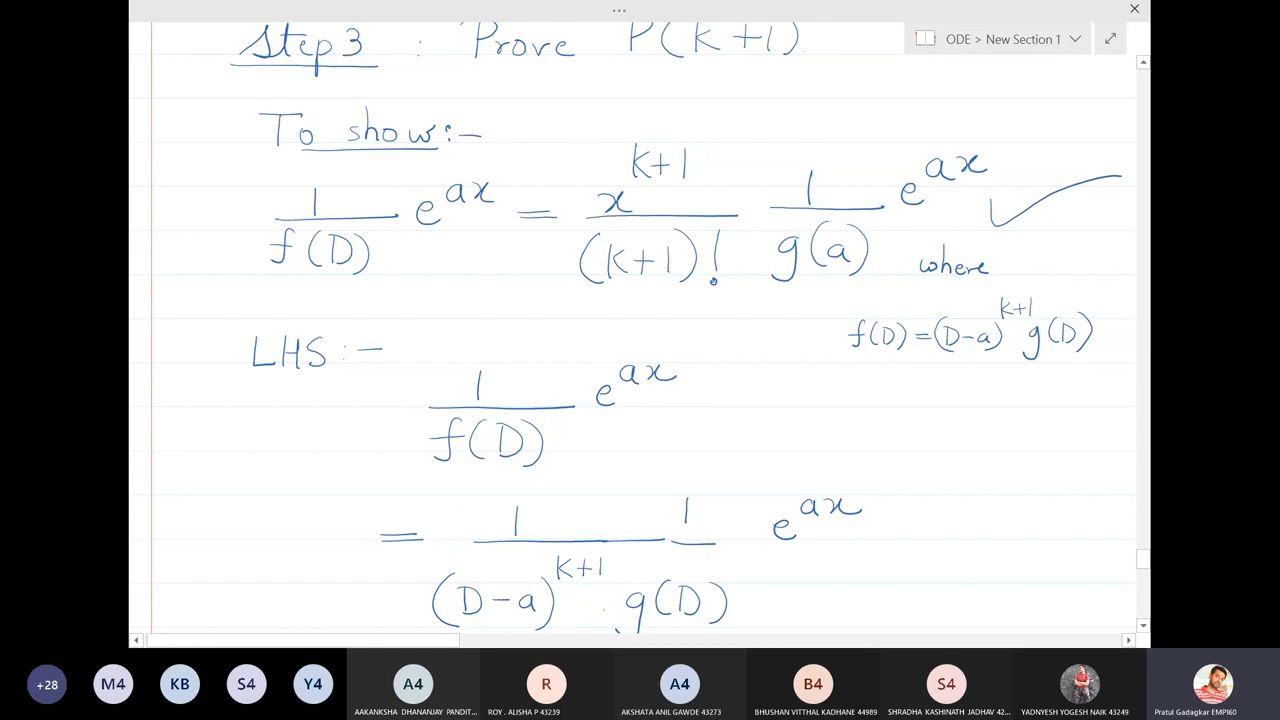 ODE > New Section 1
Step 3 : Prove P(K+1)
To show:-
1/f(D) e^{ax} = x^{K+1}/(K+1)! 1/g(a) e^{ax}
where
f(D) = (D-a)^{K+1} g(D)
LHS :-
1/f(D) e^{ax}
= 1/(D-a)^{K+1} . 1/g(D) e^{ax}
+28
M4
KB
S4
Y4
A4
R
A4
B4
S4
AAKANKSHA DHANANJAY PANDIT...
ROY . ALISHA P 43239
AKSHATA ANIL GAWDE 43273
BHUSHAN VITTHAL KADHANE 44989
SHRADHA KASHINATH JADHAV 42...
YADNYESH YOGESH NAIK 43249
Pratul Gadagkar EMP160